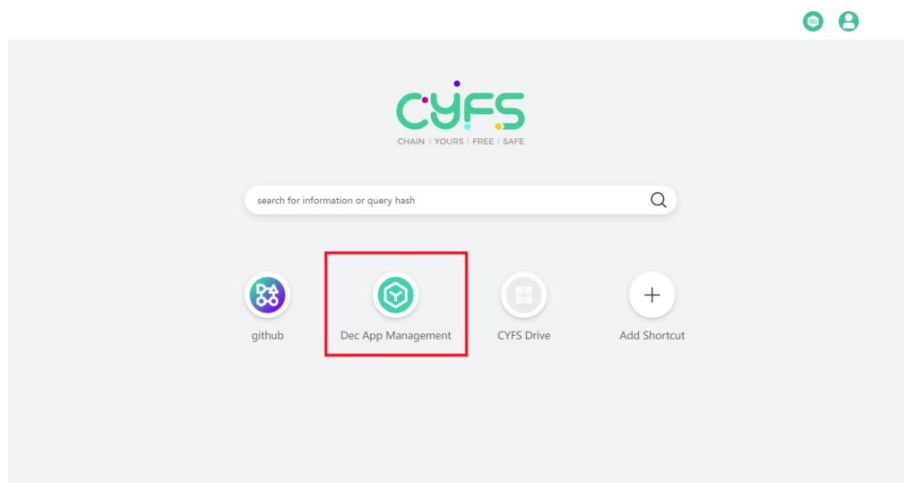 CYFS
CHAIN | YOURS | FREE | SAFE
search for information or query hash
github
Dec App Management
CYFS Drive
Add Shortcut